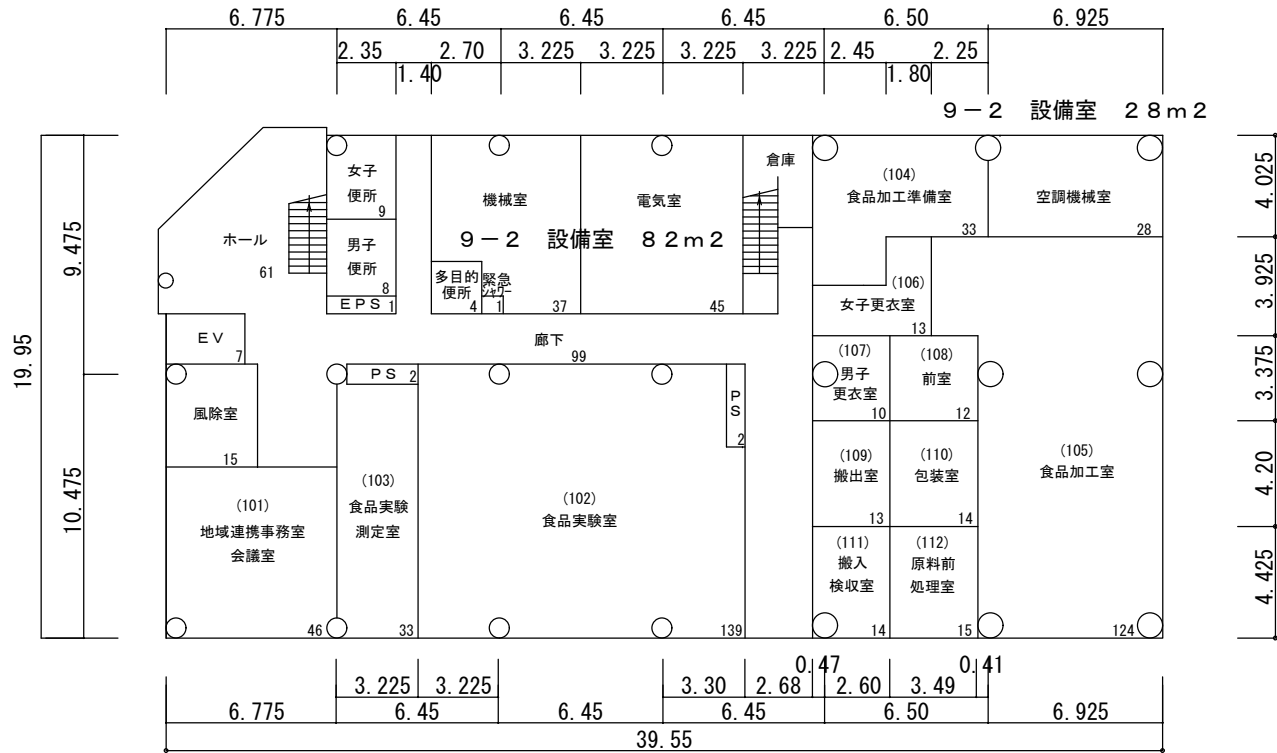 6.775 6.45 6.45 6.45 6.50 6.925
2.35 2.70 3.225 3.225 3.225 3.225 2.45 2.25
1.40 1.80
9-2 設備室 28m2
女子
便所
9
機械室
電気室
倉庫
(104)
食品加工準備室
33
空調機械室
28
4.025
ホール
61
男子
便所
8
EPS 1
9-2 設備室 82m2
多目的
便所
4
緊急
シャワー
1
37
45
(106)
女子更衣室
13
3.925
9.475
19.95
EV
7
廊下
99
PS 2
PS
2
(107)
男子
更衣室
10
(108)
前室
12
3.375
風除室
15
(103)
食品実験
測定室
33
(102)
食品実験室
139
(109)
搬出室
13
(110)
包装室
14
(105)
食品加工室
124
4.20
10.475
(101)
地域連携事務室
会議室
46
(111)
搬入
検収室
14
(112)
原料前
処理室
15
4.425
0.47 0.41
3.225 3.225 3.30 2.68 2.60 3.49
6.775 6.45 6.45 6.45 6.50 6.925
39.55